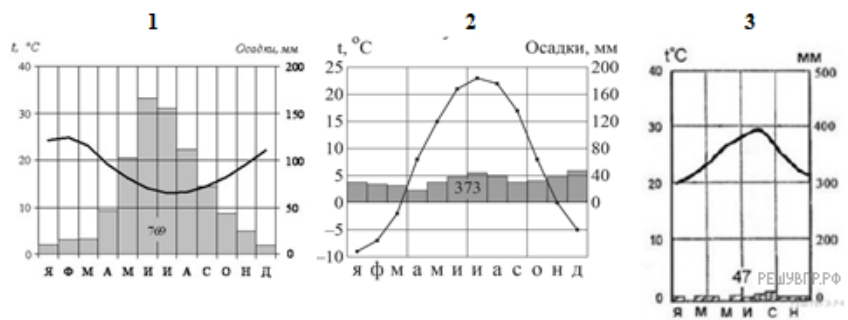 1 2 3
t, °C Осадки, мм
40 200
30 150
20 100
10 50
0 0
769
Я Ф М А М И И А С О Н Д
t, °C Осадки, мм
25 200
20 160
15 120
10 80
5 40
0 0
−5
−10
373
я ф м а м и и а с о н д
t°C мм
40 500
30 400
20 300
10 200
0 100
0
47
РЕШУВПР.РФ
Я М М И С Н